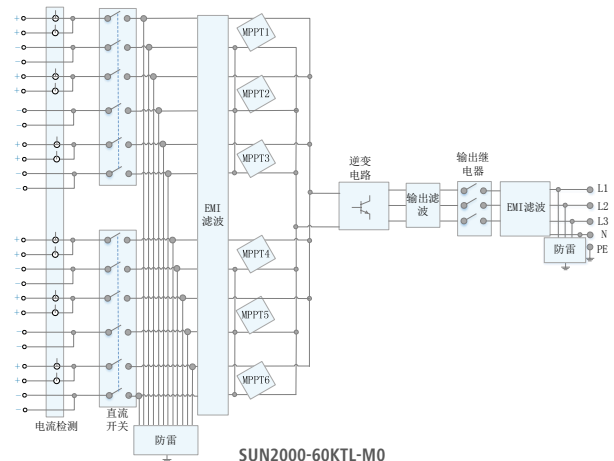 +
+
−
−
+
+
−
−
+
+
−
−
+
+
−
−
+
+
−
−
+
+
−
−
MPPT1
MPPT2
MPPT3
MPPT4
MPPT5
MPPT6
EMI
滤波
逆变
电路
输出滤
波
输出继
电器
EMI滤波
L1
L2
L3
N
PE
防雷
电流检测
直流
开关
防雷
SUN2000-60KTL-M0